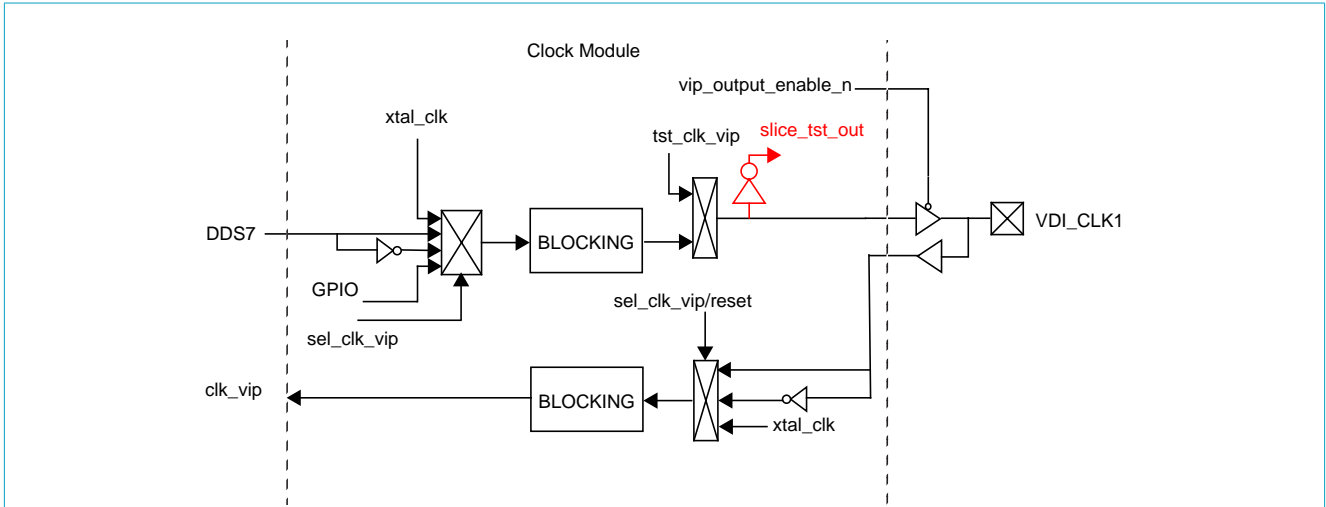 Clock Module
vip_output_enable_n
xtal_clk
tst_clk_vip
slice_tst_out
DDS7
BLOCKING
VDI_CLK1
GPIO
sel_clk_vip
sel_clk_vip/reset
clk_vip
BLOCKING
xtal_clk